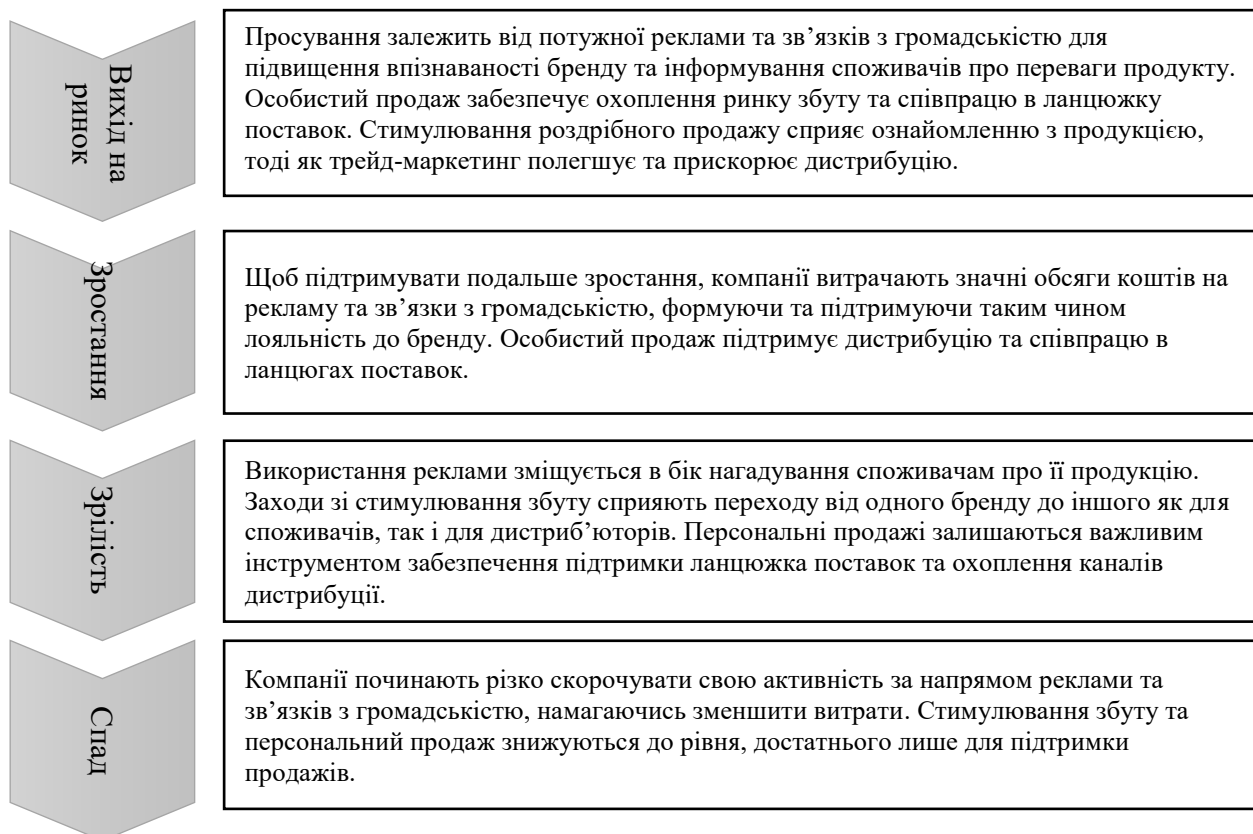 Вихід на
ринок
Просування залежить від потужної реклами та зв’язків з громадськістю для
підвищення впізнаваності бренду та інформування споживачів про переваги продукту.
Особистий продаж забезпечує охоплення ринку збуту та співпрацю в ланцюжку
поставок. Стимулювання роздрібного продажу сприяє ознайомленню з продукцією,
тоді як трейд-маркетинг полегшує та прискорює дистрибуцію.
Зростання
Щоб підтримувати подальше зростання, компанії витрачають значні обсяги коштів на
рекламу та зв’язки з громадськістю, формуючи та підтримуючи таким чином
лояльність до бренду. Особистий продаж підтримує дистрибуцію та співпрацю в
ланцюгах поставок.
Зрілість
Використання реклами зміщується в бік нагадування споживачам про її продукцію.
Заходи зі стимулювання збуту сприяють переходу від одного бренду до іншого як для
споживачів, так і для дистриб’юторів. Персональні продажі залишаються важливим
інструментом забезпечення підтримки ланцюжка поставок та охоплення каналів
дистрибуції.
Спад
Компанії починають різко скорочувати свою активність за напрямом реклами та
зв’язків з громадськістю, намагаючись зменшити витрати. Стимулювання збуту та
персональний продаж знижуються до рівня, достатнього лише для підтримки
продажів.